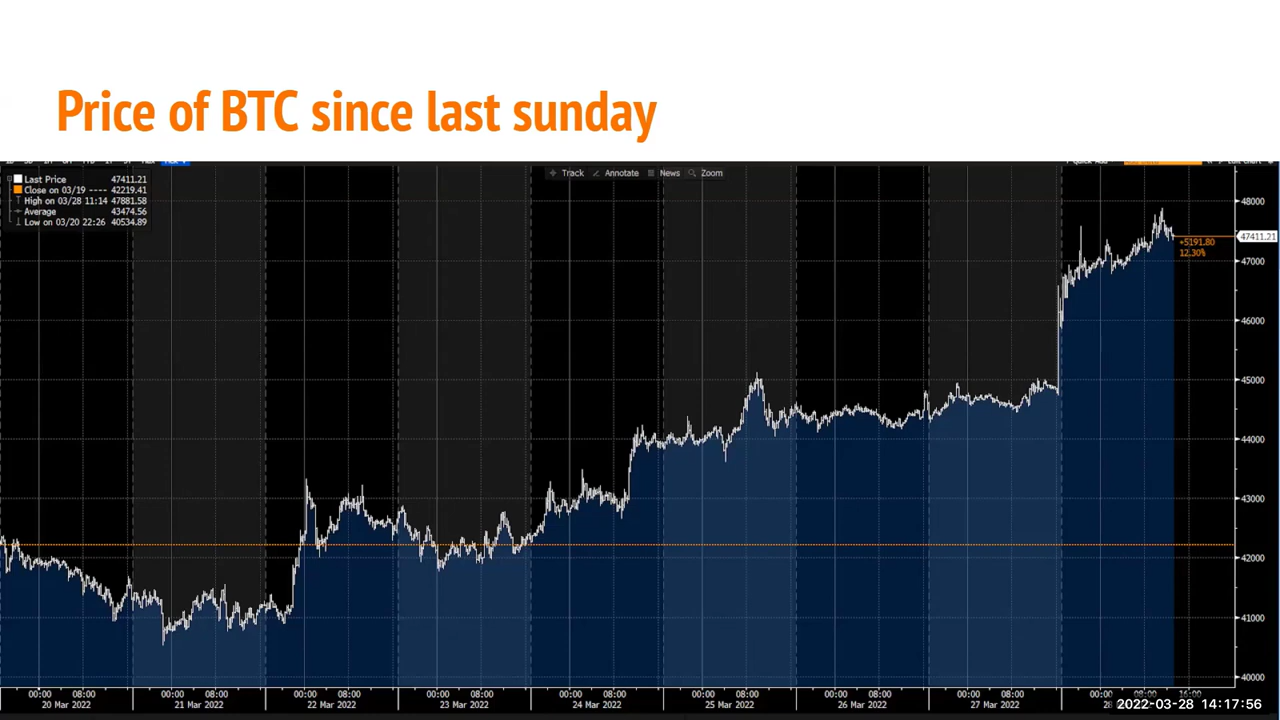 Price of BTC since last sunday
Track Annotate News Zoom
Last Price 47411.21
Close on 03/19 ---- 42219.41
High on 03/28 11:14 47881.58
Average 43474.56
Low on 03/20 22:26 40534.89
48000
47411.21
+5191.80
12.30%
47000
46000
45000
44000
43000
42000
41000
40000
00:00 08:00 00:00 08:00 00:00 08:00 00:00 08:00 00:00 08:00 00:00 08:00 00:00 08:00 00:00 08:00 00:00 08:00 16:00
20 Mar 2022 21 Mar 2022 22 Mar 2022 23 Mar 2022 24 Mar 2022 25 Mar 2022 26 Mar 2022 27 Mar 2022 28
2022-03-28 14:17:56